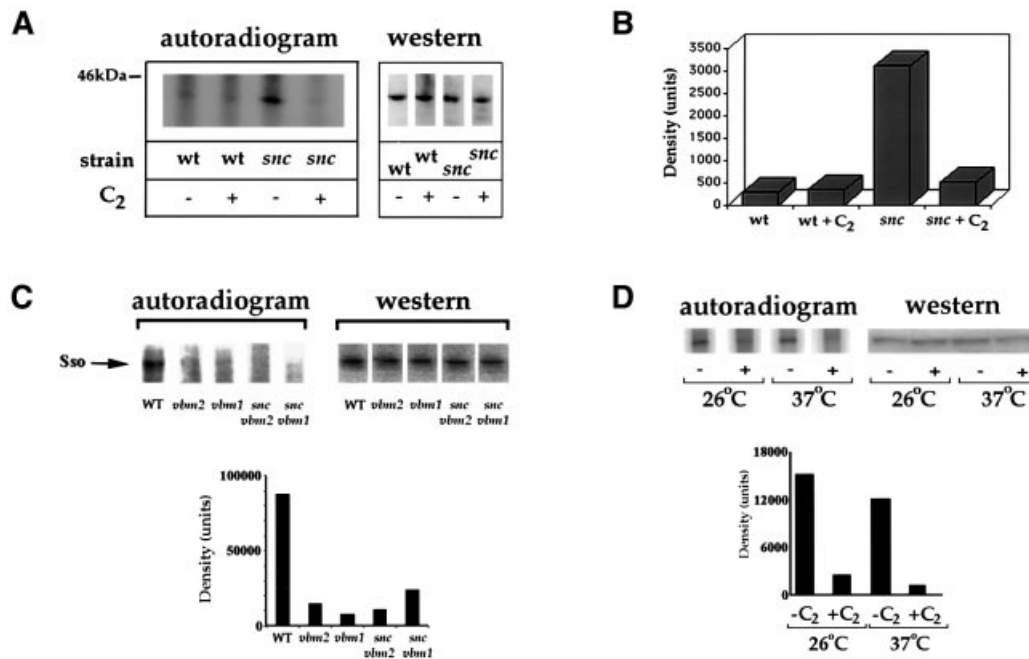 A
autoradiogram
western
46kDa
strain
wt
wt
snc
snc
wt
wt
snc
snc
C2
-
+
-
+
-
+
-
+
B
Density (units)
3500
3000
2500
2000
1500
1000
500
0
wt
wt + C2
snc
snc + C2
C
autoradiogram
western
Sso
WT
vbm2
vbm1
snc vbm2
snc vbm1
WT
vbm2
vbm1
snc vbm2
snc vbm1
Density (units)
100000
50000
0
WT
vbm2
vbm1
snc vbm2
snc vbm1
D
autoradiogram
western
-
+
-
+
-
+
-
+
26°C
37°C
26°C
37°C
Density (units)
18000
12000
6000
0
-C2
+C2
-C2
+C2
26°C
37°C